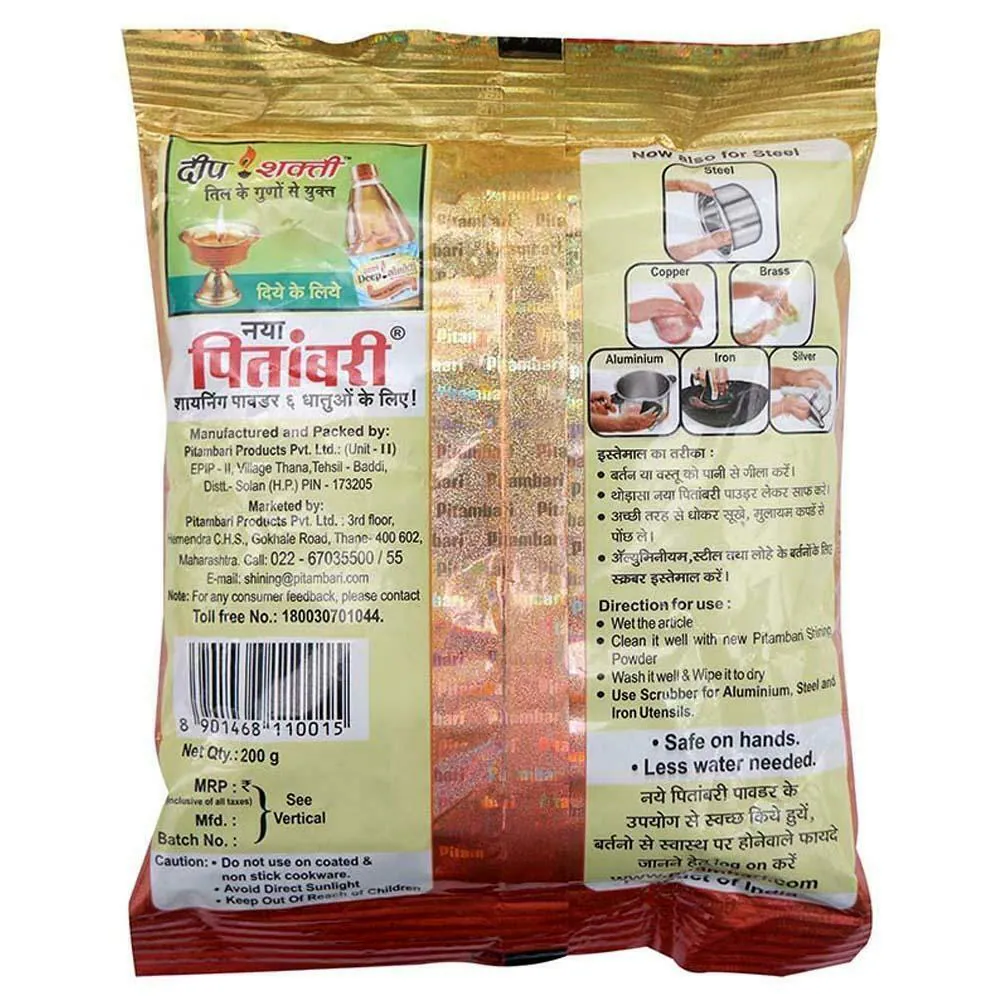 दीप शक्ती™
तिल के गुणों से युक्त
दिये के लिये
नया
पितांबरी®
शायनिंग पावडर ६ धातुओं के लिए!
Manufactured and Packed by:
Pitambari Products Pvt. Ltd.: (Unit - II)
EPIP - II, Village Thana,Tehsil - Baddi,
Distt.- Solan (H.P.) PIN - 173205
Marketed by:
Pitambari Products Pvt. Ltd. : 3rd floor,
Hemendra C.H.S., Gokhale Road, Thane- 400 602,
Maharashtra. Call: 022 - 67035500 / 55
E-mail: shining@pitambari.com
Note: For any consumer feedback, please contact
Toll free No.: 180030701044.
8 901468 110015
Net Qty.: 200 g
MRP : ₹
(Inclusive of all taxes)
Mfd. :
Batch No. :
See
Vertical
Caution: • Do not use on coated &
non stick cookware.
• Avoid Direct Sunlight
• Keep Out Of Reach of Children
Pitambari
Now also for Steel
Steel
Copper
Brass
Aluminium
Iron
Silver
इस्तेमाल का तरीका :
• बर्तन या वस्तू को पानी से गीला करें।
• थोड़ासा नया पितांबरी पाउडर लेकर साफ करें।
• अच्छी तरह से धोकर सूखे, मुलायम कपडें से
पोंछ ले।
• ॲल्युमिनीयम,स्टील तथा लोहे के बर्तनोंके लिए
स्क्रबर इस्तेमाल करें।
Direction for use :
• Wet the article
• Clean it well with new Pitambari Shining
Powder
• Wash it well & Wipe it to dry
• Use Scrubber for Aluminium, Steel and
Iron Utensils.
• Safe on hands.
• Less water needed.
नये पितांबरी पावडर के
उपयोग से स्वच्छ किये हुयें,
बर्तनो से स्वास्थ पर होनेवाले फायदे
जानने हेतु log on करें
of India